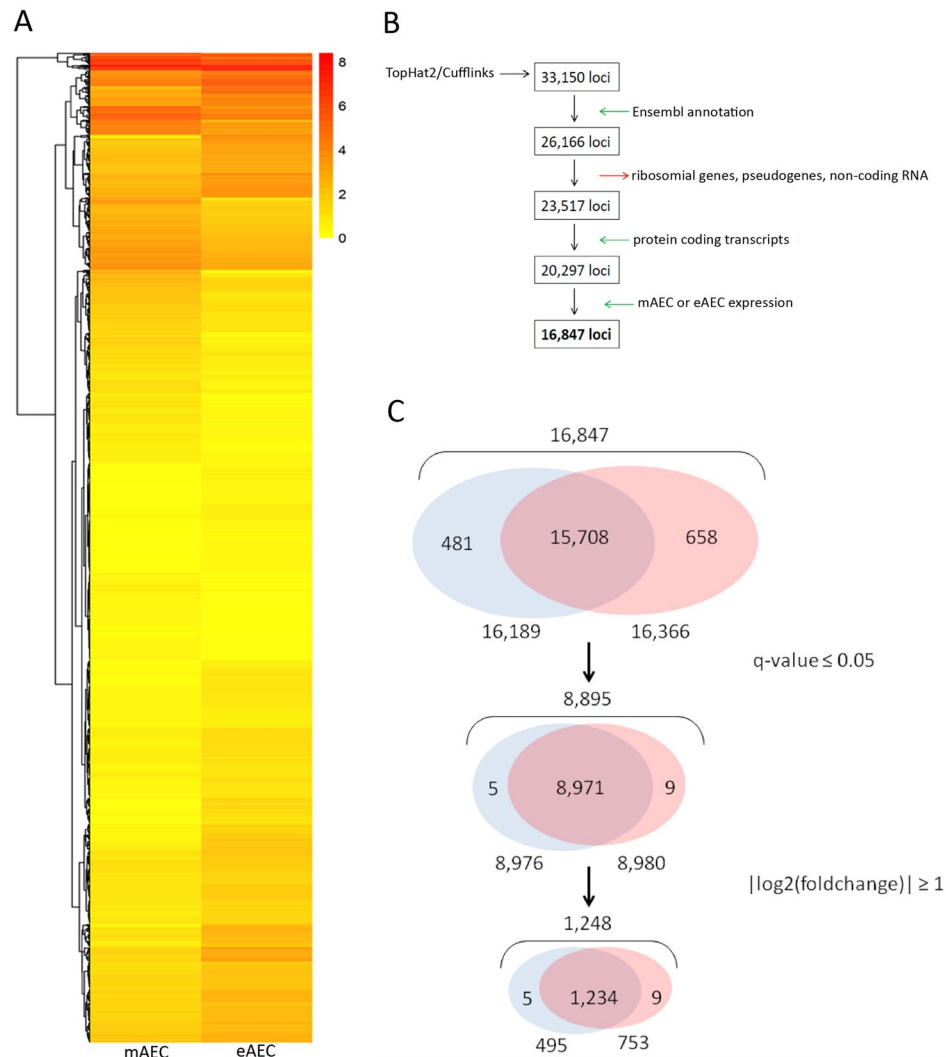 A
8
6
4
2
0
mAEC
eAEC
B
TopHat2/Cufflinks
33,150 loci
Ensembl annotation
26,166 loci
ribosomial genes, pseudogenes, non-coding RNA
23,517 loci
protein coding transcripts
20,297 loci
mAEC or eAEC expression
16,847 loci
C
16,847
481
15,708
658
16,189
16,366
q-value ≤ 0.05
8,895
5
8,971
9
8,976
8,980
|log2(foldchange)| ≥ 1
1,248
5
1,234
9
495
753